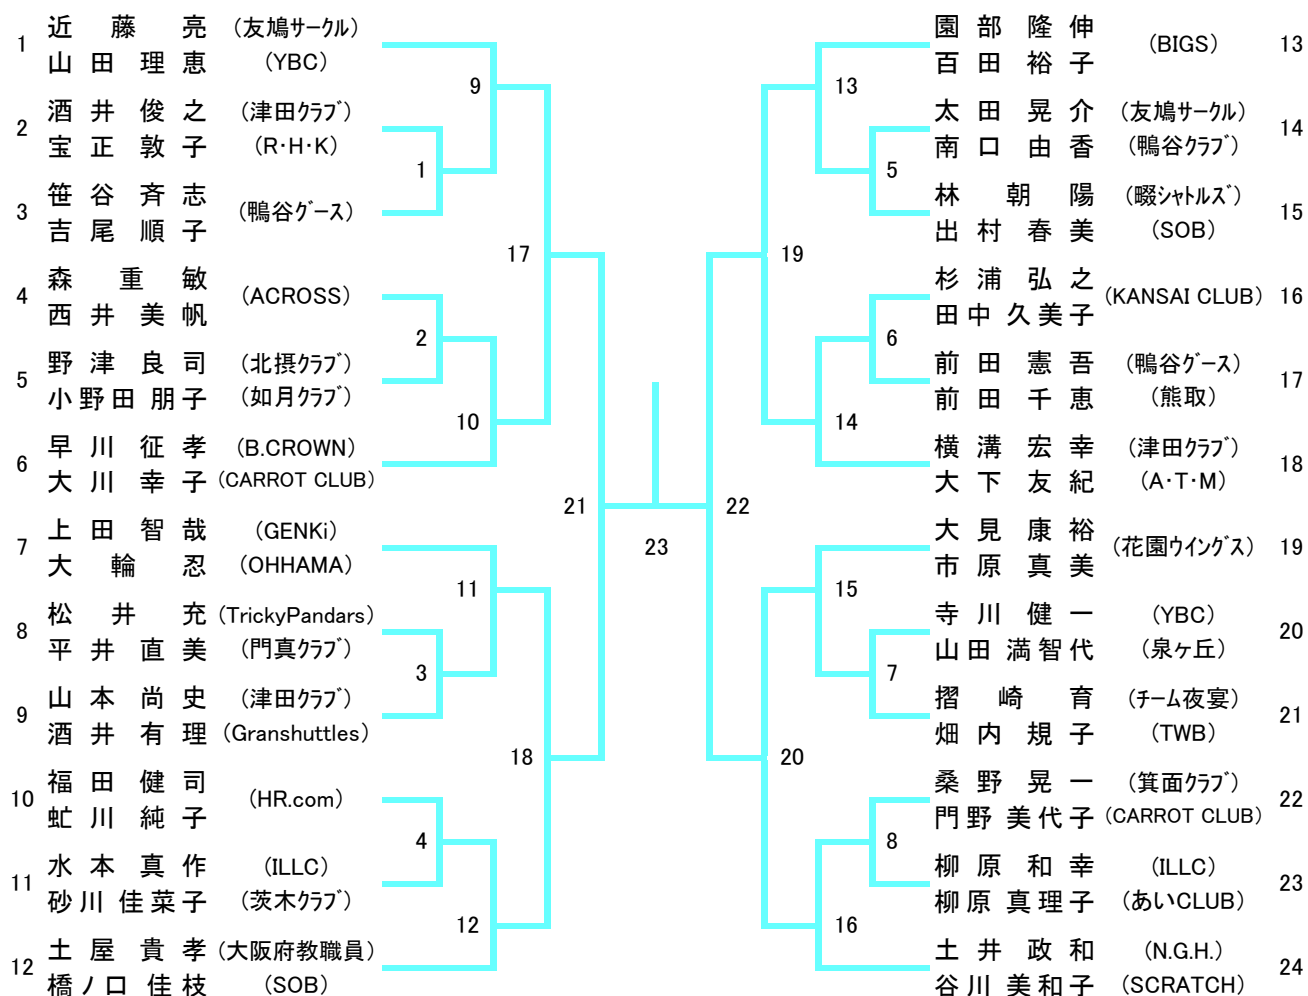 1 近藤亮 (友鳩サークル)
山田理恵 (YBC)
2 酒井俊之 (津田クラブ)
宝正敦子 (R・H・K)
3 笹谷斉志 (鴨谷グース)
吉尾順子
4 森重敏 (ACROSS)
西井美帆
5 野津良司 (北摂クラブ)
小野田朋子 (如月クラブ)
6 早川征孝 (B.CROWN)
大川幸子 (CARROT CLUB)
7 上田智哉 (GENKi)
大輪忍 (OHHAMA)
8 松井充 (TrickyPandars)
平井直美 (門真クラブ)
9 山本尚史 (津田クラブ)
酒井有理 (Granshuttles)
10 福田健司 (HR.com)
虻川純子
11 水本真作 (ILLC)
砂川佳菜子 (茨木クラブ)
12 土屋貴孝 (大阪府教職員)
橋ノ口佳枝 (SOB)
9
1
17
2
10
21
11
3
18
4
12
23
13
5
19
6
14
22
15
7
20
8
16
園部隆伸 (BIGS) 13
百田裕子
太田晃介 (友鳩サークル) 14
南口由香 (鴨谷クラブ)
林朝陽 (畷シャトルズ) 15
出村春美 (SOB)
杉浦弘之 (KANSAI CLUB) 16
田中久美子
前田憲吾 (鴨谷グース) 17
前田千恵 (熊取)
横溝宏幸 (津田クラブ) 18
大下友紀 (A・T・M)
大見康裕 (花園ウイングス) 19
市原真美
寺川健一 (YBC) 20
山田満智代 (泉ヶ丘)
摺崎育 (チーム夜宴) 21
畑内規子 (TWB)
桑野晃一 (箕面クラブ) 22
門野美代子 (CARROT CLUB)
柳原和幸 (ILLC) 23
柳原真理子 (あいCLUB)
土井政和 (N.G.H.) 24
谷川美和子 (SCRATCH)